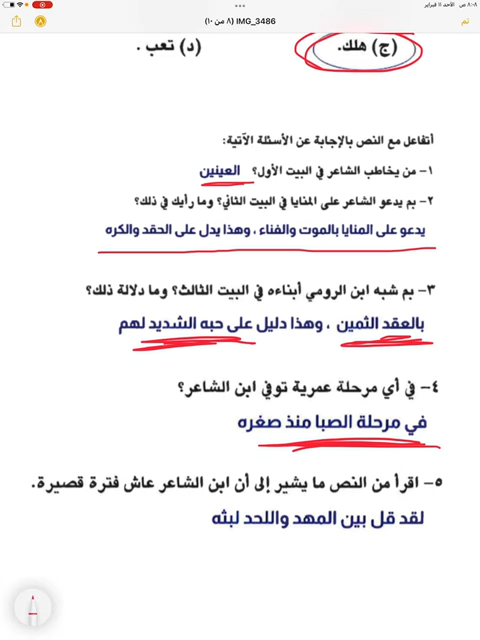 ٨:٠٨ ص الأحد ١١ فبراير
تم
IMG_3486 (٨ من ١٠)
(ج) هلك. (د) تعب .
أتفاعل مع النص بالإجابة عن الأسئلة الآتية:
١- من يخاطب الشاعر في البيت الأول؟ العينين
٢- بم يدعو الشاعر على المنايا في البيت الثاني؟ وما رأيك في ذلك؟
يدعو على المنايا بالموت والفناء ، وهذا يدل على الحقد والكره
٣- بم شبه ابن الرومي أبناءه في البيت الثالث؟ وما دلالة ذلك؟
بالعقد الثمين ، وهذا دليل على حبه الشديد لهم
٤- في أي مرحلة عمرية توفي ابن الشاعر؟
في مرحلة الصبا منذ صغره
٥- اقرأ من النص ما يشير إلى أن ابن الشاعر عاش فترة قصيرة.
لقد قل بين المهد واللحد لبثه